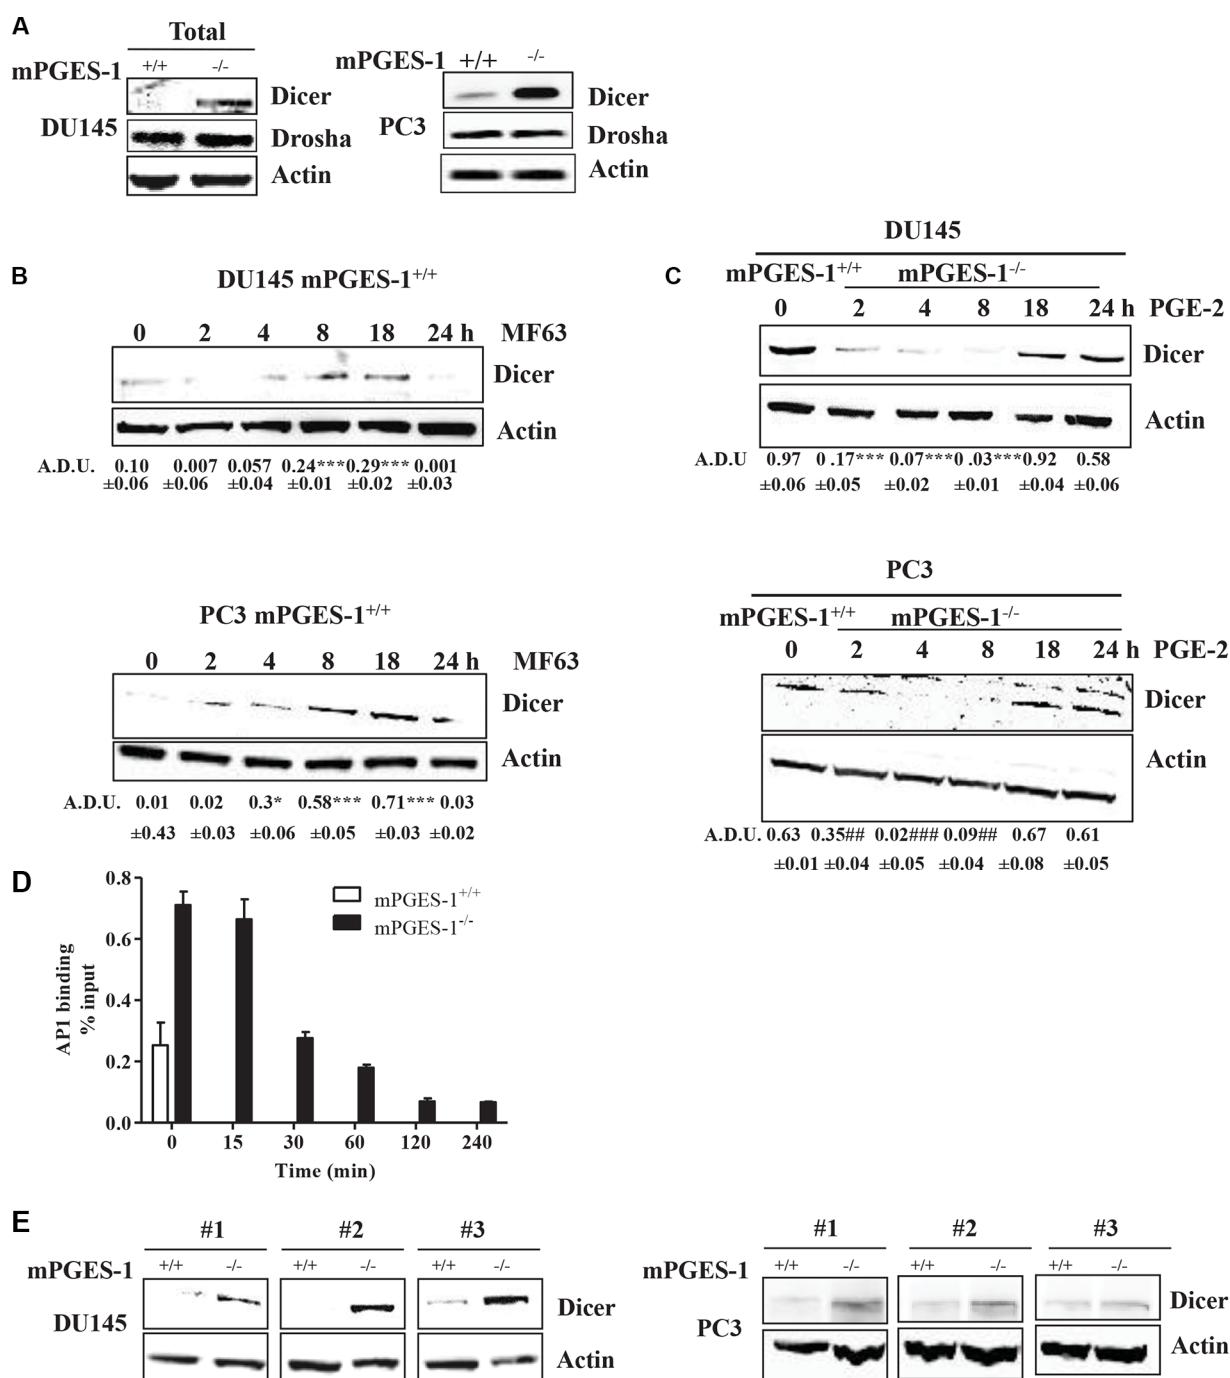 A
Total
mPGES-1 +/+ -/-
Dicer
DU145
Drosha
Actin
mPGES-1 +/+ -/-
Dicer
PC3
Drosha
Actin
B
DU145 mPGES-1+/+
0 2 4 8 18 24 h MF63
Dicer
Actin
A.D.U. 0.10 0.007 0.057 0.24*** 0.29*** 0.001
±0.06 ±0.06 ±0.04 ±0.01 ±0.02 ±0.03
PC3 mPGES-1+/+
0 2 4 8 18 24 h MF63
Dicer
Actin
A.D.U. 0.01 0.02 0.3* 0.58*** 0.71*** 0.03
±0.43 ±0.03 ±0.06 ±0.05 ±0.03 ±0.02
C
DU145
mPGES-1+/+ mPGES-1-/-
0 2 4 8 18 24 h PGE-2
Dicer
Actin
A.D.U 0.97 0.17*** 0.07*** 0.03*** 0.92 0.58
±0.06 ±0.05 ±0.02 ±0.01 ±0.04 ±0.06
PC3
mPGES-1+/+ mPGES-1-/-
0 2 4 8 18 24 h PGE-2
Dicer
Actin
A.D.U. 0.63 0.35## 0.02### 0.09## 0.67 0.61
±0.01 ±0.04 ±0.05 ±0.04 ±0.08 ±0.05
D
0.8
0.6
0.4
0.2
0.0
AP1 binding
% input
mPGES-1+/+
mPGES-1-/-
0 15 30 60 120 240
Time (min)
E
#1 #2 #3
mPGES-1 +/+ -/- +/+ -/- +/+ -/-
DU145
Dicer
Actin
#1 #2 #3
mPGES-1 +/+ -/- +/+ -/- +/+ -/-
PC3
Dicer
Actin